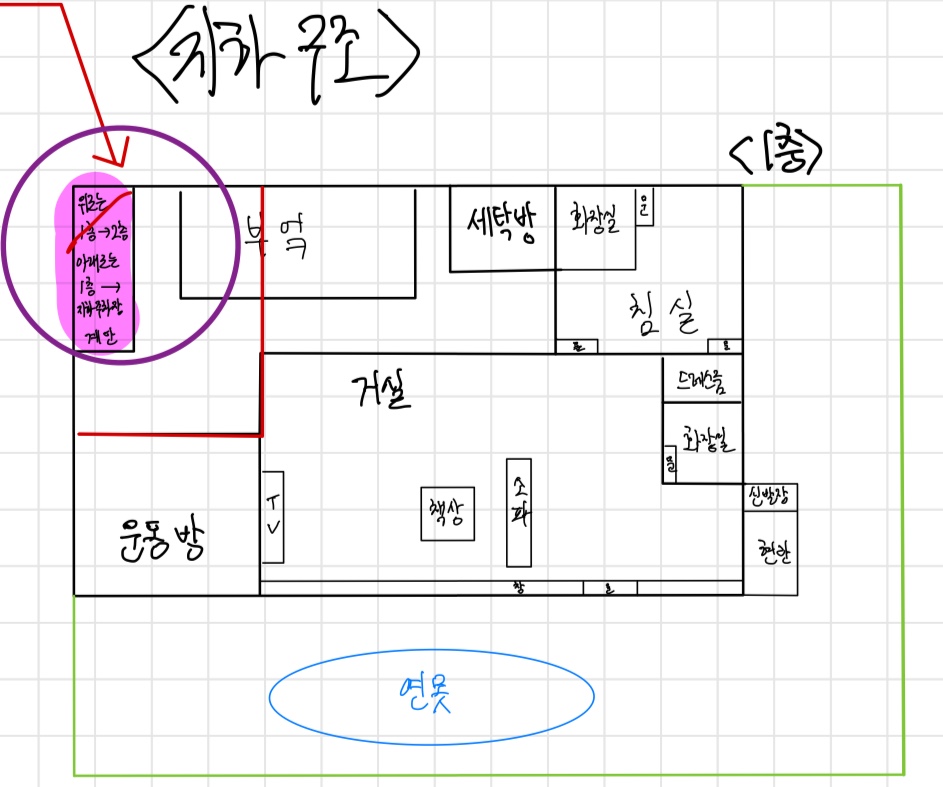 <지하 구조>
<1층>
위로는
1층→2층
아래로는
1층 →
지하주차장
계단
부엌
세탁방
화장실
문
침실
문
문
거실
드레스룸
화장실
문
신발장
현관
TV
책상
소파
운동방
창
문
연못